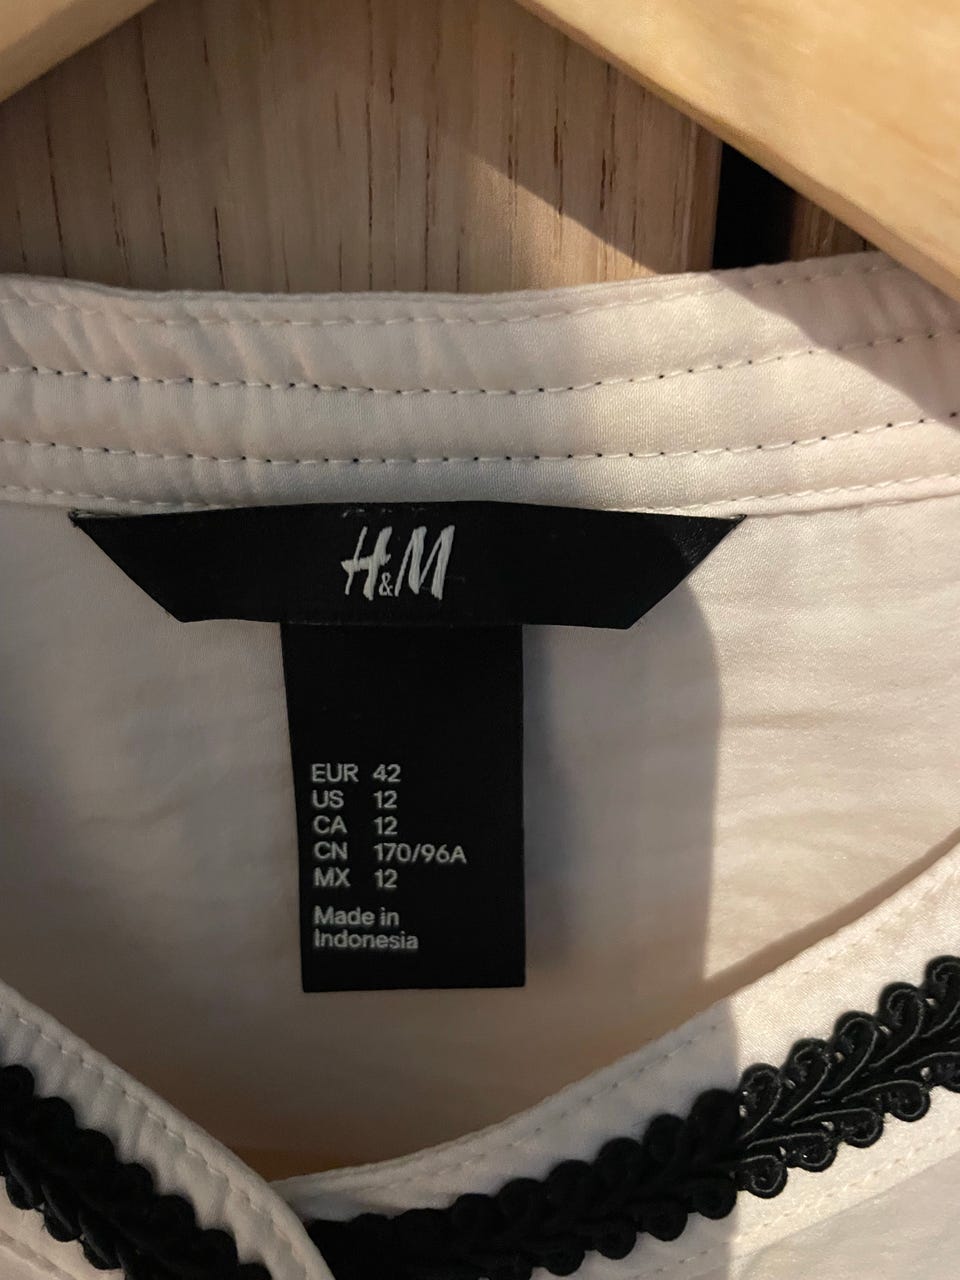 H&M
EUR 42
US 12
CA 12
CN 170/96A
MX 12
Made in
Indonesia